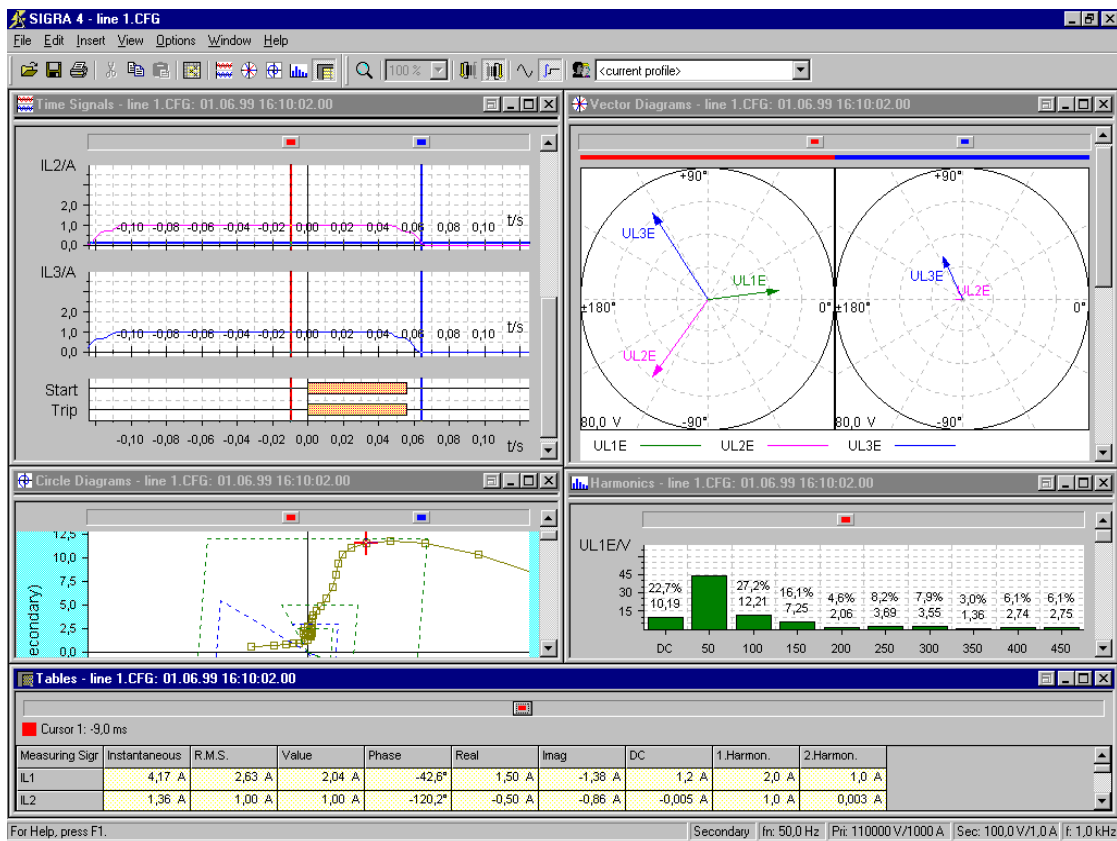 SIGRA 4 - line 1.CFG
File Edit Insert View Options Window Help
100 % <current profile>
Time Signals - line 1.CFG: 01.06.99 16:10:02.00
IL2/A
2,0
1,0
0,0
-0,10 -0,08 -0,06 -0,04 -0,02 0,00 0,02 0,04 0,06 0,08 0,10
t/s
IL3/A
2,0
1,0
0,0
-0,10 -0,08 -0,06 -0,04 -0,02 0,00 0,02 0,04 0,06 0,08 0,10
t/s
Start
Trip
-0,10 -0,08 -0,06 -0,04 -0,02 0,00 0,02 0,04 0,06 0,08 0,10
t/s
Vector Diagrams - line 1.CFG: 01.06.99 16:10:02.00
+90° +90°
UL3E UL1E UL2E
UL3E UL2E
±180° 0° ±180° 0°
80,0 V -90° 80,0 V -90°
UL1E UL2E UL3E
Circle Diagrams - line 1.CFG: 01.06.99 16:10:02.00
12,5
10,0
7,5
5,0
2,5
0,0
econdary)
Harmonics - line 1.CFG: 01.06.99 16:10:02.00
UL1E/V
45
30
15
22,7% 27,2% 16,1% 4,6% 8,2% 7,9% 3,0% 6,1% 6,1%
10,19 12,21 7,25 2,06 3,69 3,55 1,36 2,74 2,75
DC 50 100 150 200 250 300 350 400 450
Tables - line 1.CFG: 01.06.99 16:10:02.00
Cursor 1: -9,0 ms
Measuring Sigr Instantaneous R.M.S. Value Phase Real Imag DC 1.Harmon. 2.Harmon.
IL1 4,17 A 2,63 A 2,04 A -42,6° 1,50 A -1,38 A 1,2 A 2,0 A 1,0 A
IL2 1,36 A 1,00 A 1,00 A -120,2° -0,50 A -0,86 A -0,005 A 1,0 A 0,003 A
For Help, press F1. Secondary fn: 50,0 Hz Pri: 110000 V/1000 A Sec: 100,0 V/1,0 A f: 1,0 kHz